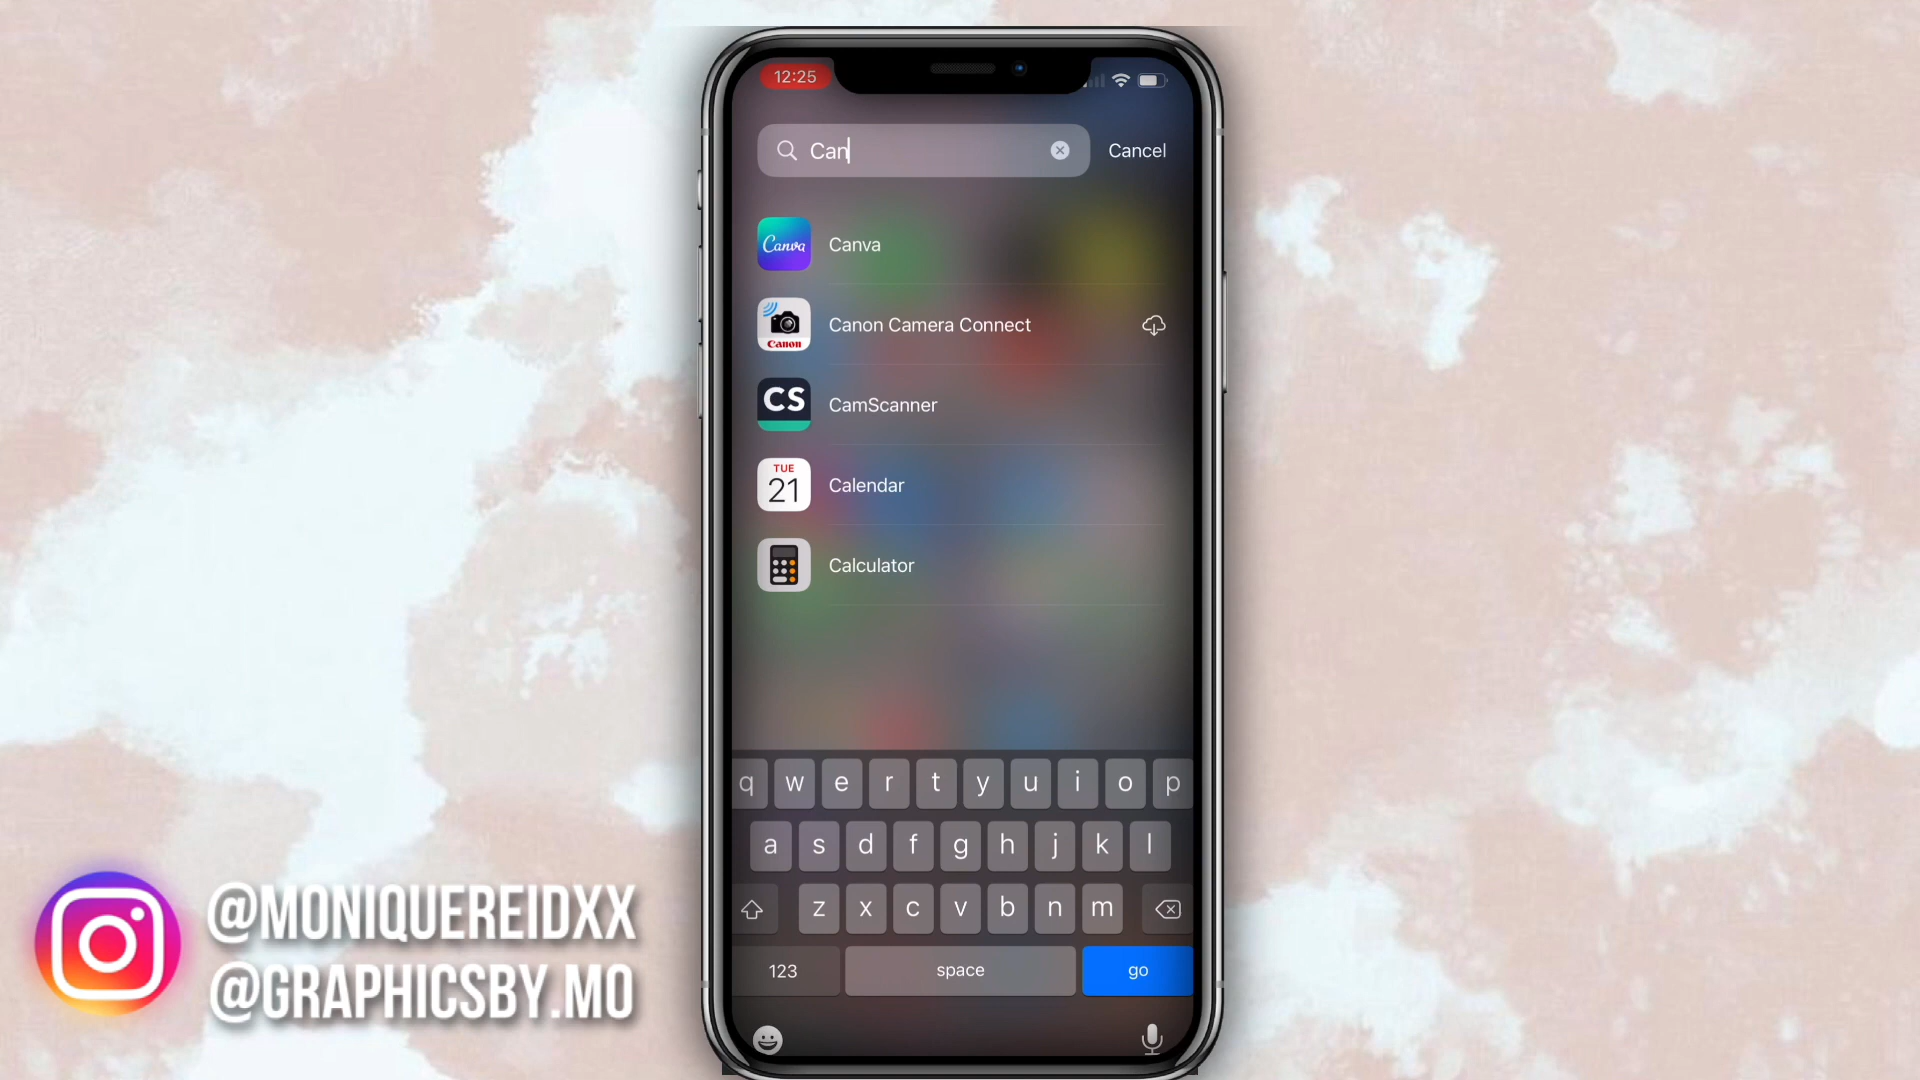 12:25
Can
Cancel
Canva
Canva
Canon
Canon Camera Connect
CS
CamScanner
TUE
21
Calendar
Calculator
q w e r t y u i o p
a s d f g h j k l
z x c v b n m
123 space go
@MONIQUEREIDXX
@GRAPHICSBY.MO